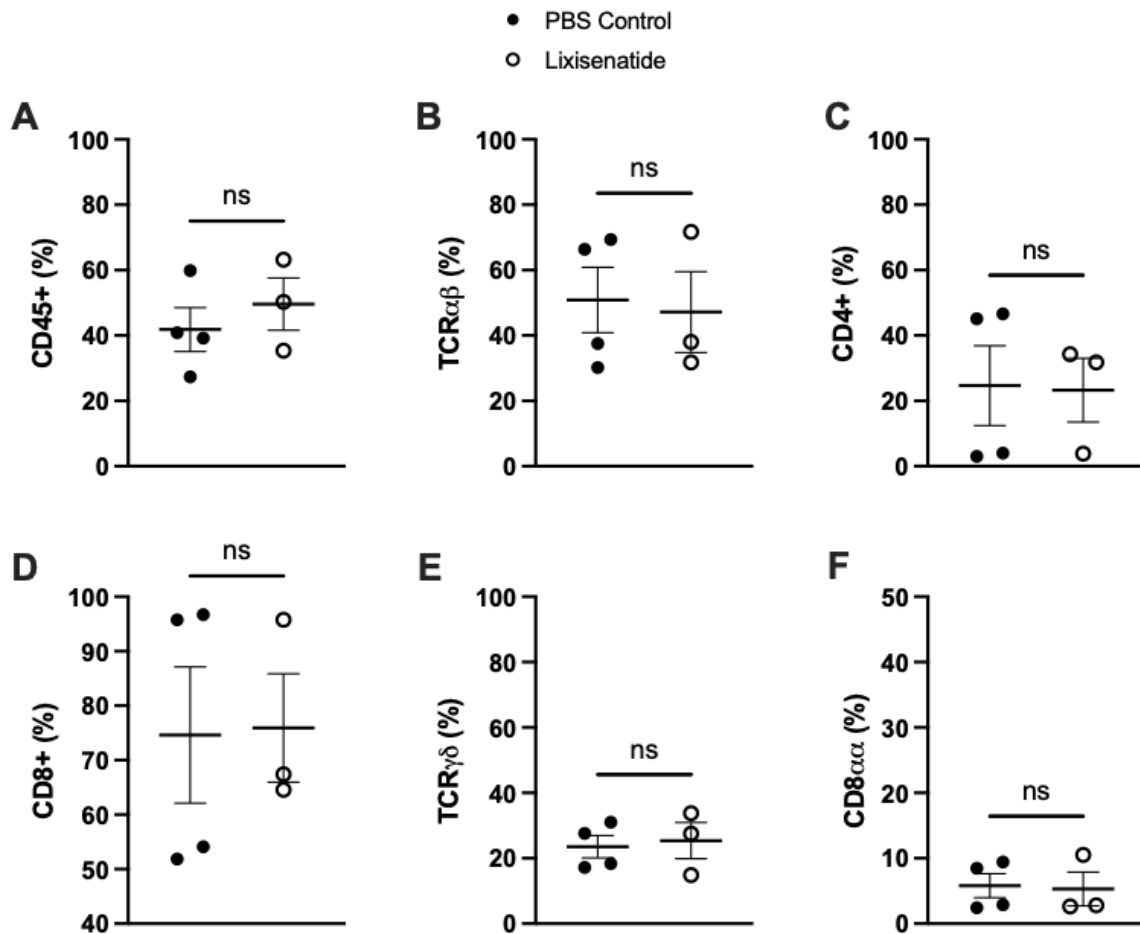 PBS Control
Lixisenatide
A
B
C
100
80
60
40
20
0
CD45+ (%)
ns
100
80
60
40
20
0
TCRαβ (%)
ns
100
80
60
40
20
0
CD4+ (%)
ns
D
E
F
100
90
80
70
60
50
40
CD8+ (%)
ns
100
80
60
40
20
0
TCRγδ (%)
ns
50
40
30
20
10
0
CD8αα (%)
ns